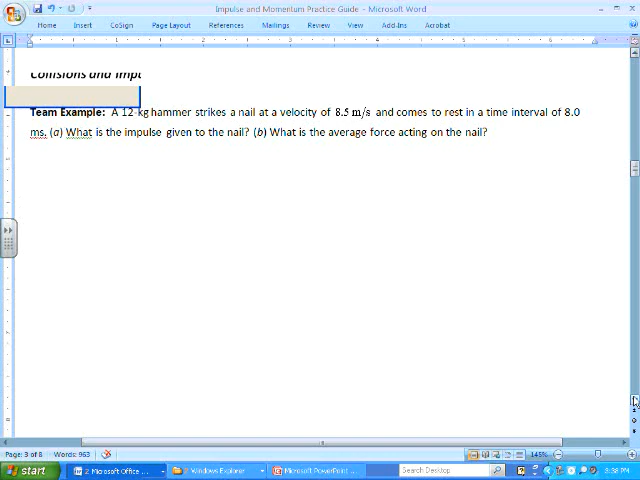 Impulse and Momentum Practice Guide - Microsoft Word
Home Insert CoSign Page Layout References Mailings Review View Add-Ins Acrobat
Collisions and Impt
Team Example: A 12-kg hammer strikes a nail at a velocity of 8.5 m/s and comes to rest in a time interval of 8.0
ms. (a) What is the impulse given to the nail? (b) What is the average force acting on the nail?
Page: 3 of 8 Words: 963 145%
start 2 Microsoft Office ... 2 Windows Explorer Microsoft PowerPoint ... Search Desktop 3:38 PM